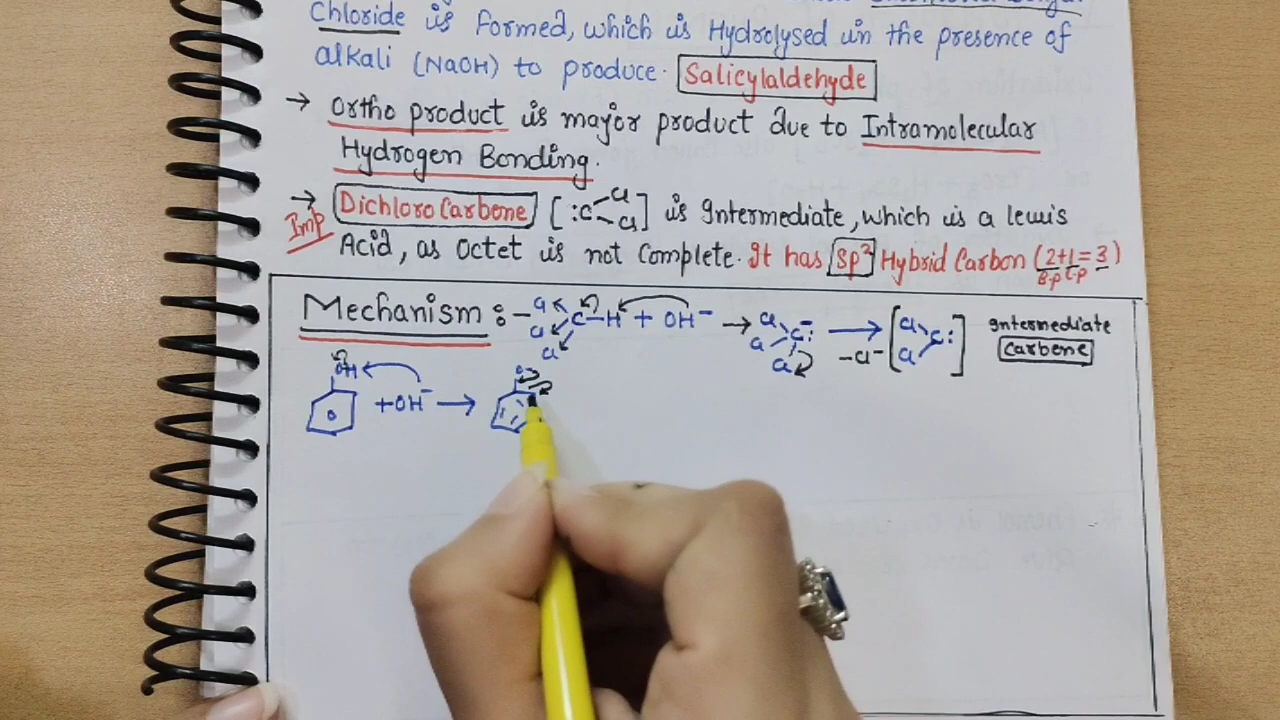 Chloride is Formed, which is Hydrolysed in the presence of
alkali (NaOH) to produce Salicylaldehyde
→ Ortho product is major product due to Intramolecular
Hydrogen Bonding.
→ Dichloro Carbene [:C Cl Cl] is Intermediate, which is a lewis
Imp
Acid, as Octet is not Complete. It has Sp² Hybrid Carbon (2+1=3)
B.p L.p
Mechanism :- Cl Cl Cl C-H + OH⁻ → Cl Cl Cl C:⁻ → -Cl⁻ [Cl Cl C:] Intermediate
Carbene
OH +OH⁻ → O